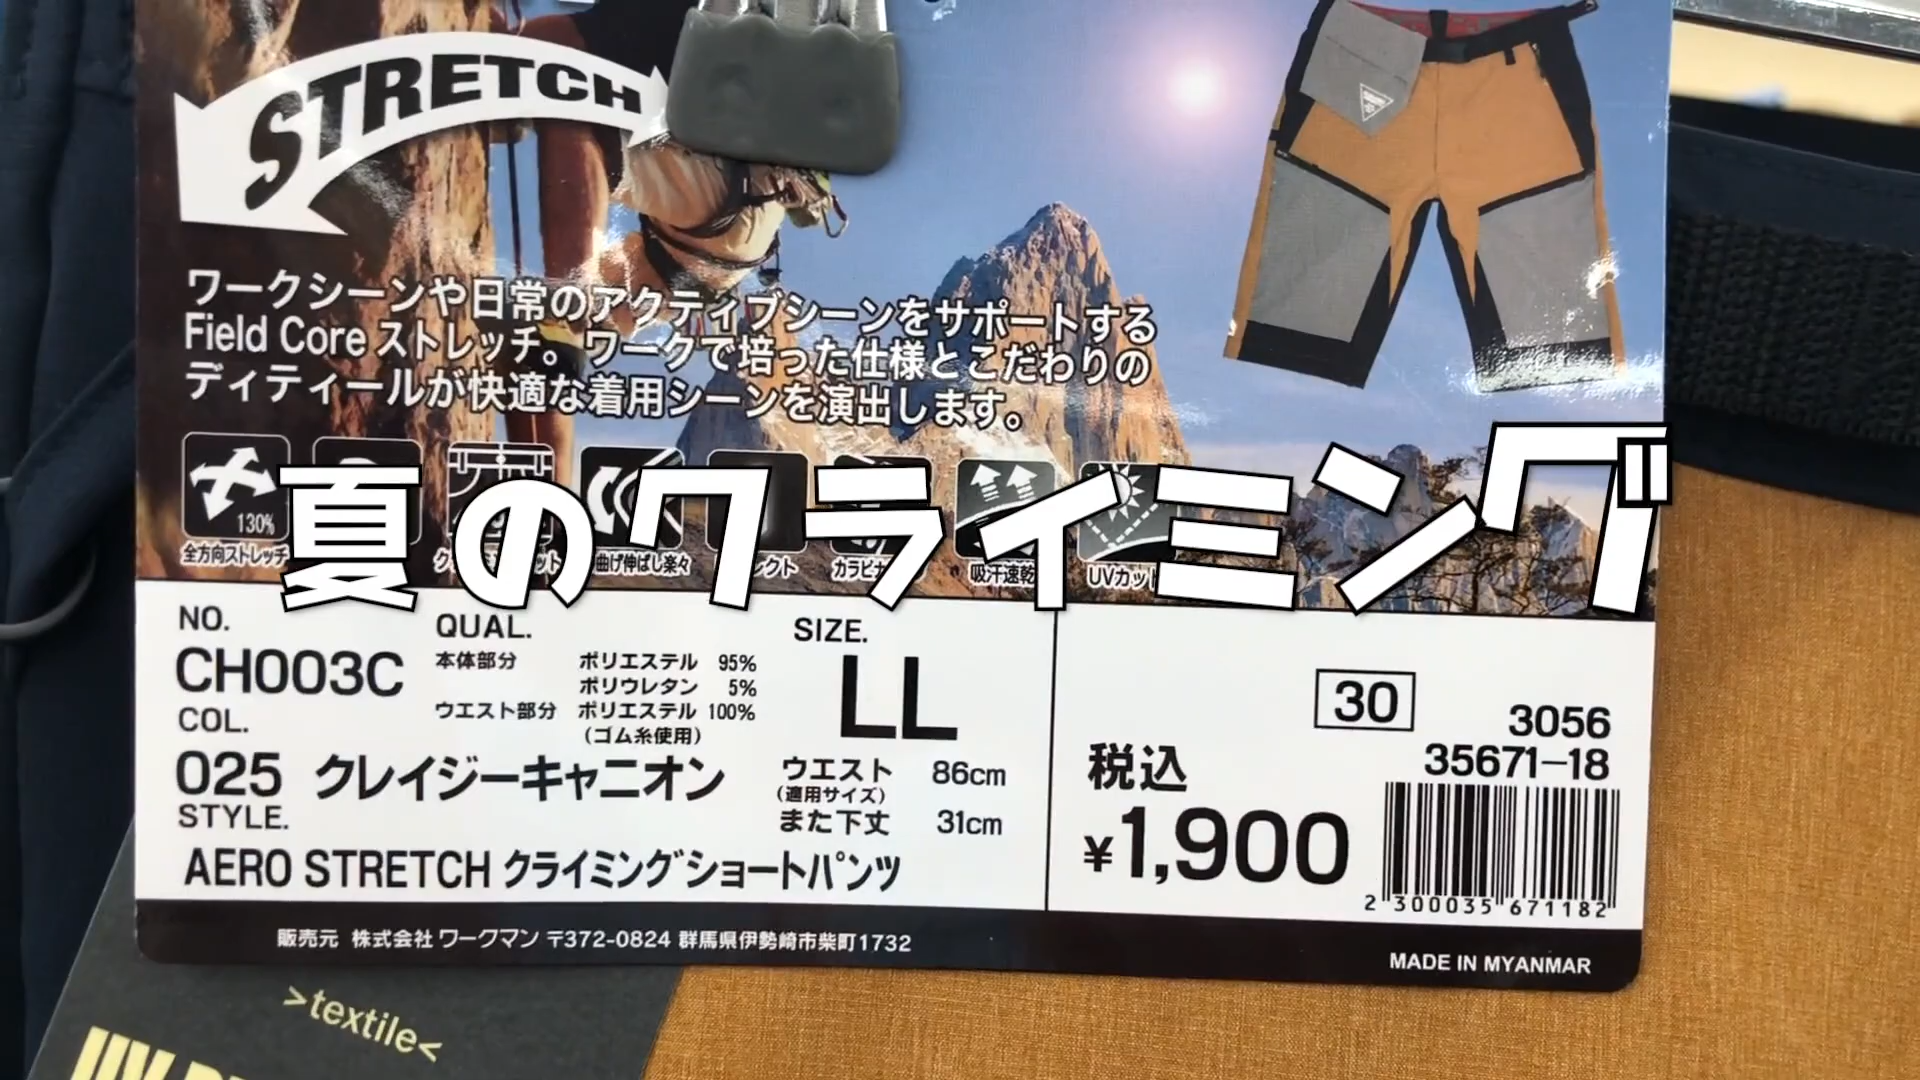 STRETCH
ワークシーンや日常のアクティブシーンをサポートする
Field Core ストレッチ。ワークで培った仕様とこだわりの
ディティールが快適な着用シーンを演出します。
130%
全方向ストレッチ
曲げ伸ばし楽々
吸汗速乾
UVカット
夏のクライミング
NO.
CH003C
COL.
025 クレイジーキャニオン
STYLE.
AERO STRETCH クライミングショートパンツ
QUAL.
本体部分 ポリエステル 95%
ポリウレタン 5%
ウエスト部分 ポリエステル 100%
(ゴム糸使用)
SIZE.
LL
ウエスト 86cm
(適用サイズ)
また下丈 31cm
30
3056
35671-18
税込
¥1,900
2 300035 671182
販売元 株式会社 ワークマン 〒372-0824 群馬県伊勢崎市柴町1732
MADE IN MYANMAR
>textile<